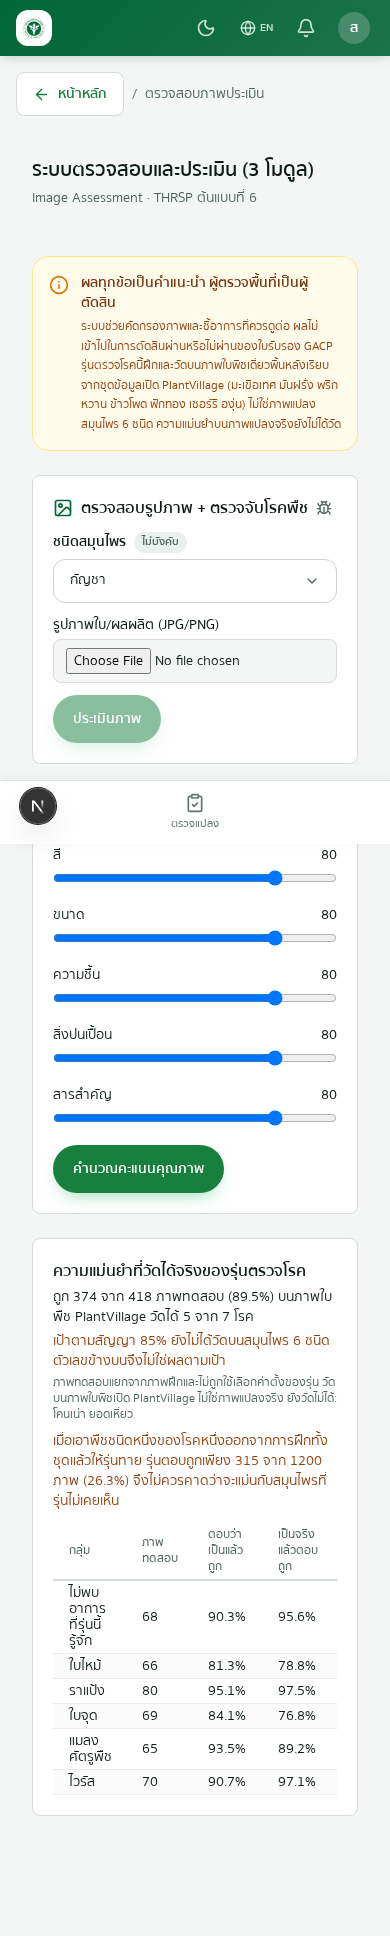 EN
ส
หน้าหลัก / ตรวจสอบภาพประเมิน
ระบบตรวจสอบและประเมิน (3 โมดูล)
Image Assessment · THRSP ต้นแบบที่ 6
ผลทุกข้อเป็นคำแนะนำ ผู้ตรวจพื้นที่เป็นผู้
ตัดสิน
ระบบช่วยคัดกรองภาพและชี้อาการที่ควรดูต่อ ผลไม่
เข้าไปในการตัดสินผ่านหรือไม่ผ่านของใบรับรอง GACP
รุ่นตรวจโรคนี้ฝึกและวัดบนภาพใบพืชเดี่ยวพื้นหลังเรียบ
จากชุดข้อมูลเปิด PlantVillage (มะเขือเทศ มันฝรั่ง พริก
หวาน ข้าวโพด ฟักทอง เชอร์รี องุ่น) ไม่ใช่ภาพแปลง
สมุนไพร 6 ชนิด ความแม่นยำบนภาพแปลงจริงยังไม่ได้วัด
ตรวจสอบรูปภาพ + ตรวจจับโรคพืช
ชนิดสมุนไพร ไม่บังคับ
กัญชา
รูปภาพใบ/ผลผลิต (JPG/PNG)
Choose File No file chosen
ประเมินภาพ
N
ตรวจแปลง
สี 80
ขนาด 80
ความชื้น 80
สิ่งปนเปื้อน 80
สารสำคัญ 80
คำนวณคะแนนคุณภาพ
ความแม่นยำที่วัดได้จริงของรุ่นตรวจโรค
ถูก 374 จาก 418 ภาพทดสอบ (89.5%) บนภาพใบ
พืช PlantVillage วัดได้ 5 จาก 7 โรค
เป้าตามสัญญา 85% ยังไม่ได้วัดบนสมุนไพร 6 ชนิด
ตัวเลขข้างบนจึงไม่ใช่ผลตามเป้า
ภาพทดสอบแยกจากภาพฝึกและไม่ถูกใช้เลือกค่าตั้งของรุ่น วัด
บนภาพใบพืชเปิด PlantVillage ไม่ใช่ภาพแปลงจริง ยังวัดไม่ได้:
โคนเน่า ยอดเหี่ยว
เมื่อเอาพืชชนิดหนึ่งของโรคหนึ่งออกจากการฝึกทั้ง
ชุดแล้วให้รุ่นทาย รุ่นตอบถูกเพียง 315 จาก 1200
ภาพ (26.3%) จึงไม่ควรคาดว่าจะแม่นกับสมุนไพรที่
รุ่นไม่เคยเห็น
กลุ่ม ภาพทดสอบ ตอบว่าเป็นแล้วถูก เป็นจริงแล้วตอบถูก
ไม่พบอาการที่รุ่นนี้รู้จัก 68 90.3% 95.6%
ใบไหม้ 66 81.3% 78.8%
ราแป้ง 80 95.1% 97.5%
ใบจุด 69 84.1% 76.8%
แมลงศัตรูพืช 65 93.5% 89.2%
ไวรัส 70 90.7% 97.1%